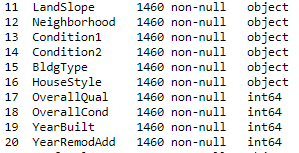 11 LandSlope 1460 non-null object
12 Neighborhood 1460 non-null object
13 Condition1 1460 non-null object
14 Condition2 1460 non-null object
15 BldgType 1460 non-null object
16 HouseStyle 1460 non-null object
17 OverallQual 1460 non-null int64
18 OverallCond 1460 non-null int64
19 YearBuilt 1460 non-null int64
20 YearRemodAdd 1460 non-null int64